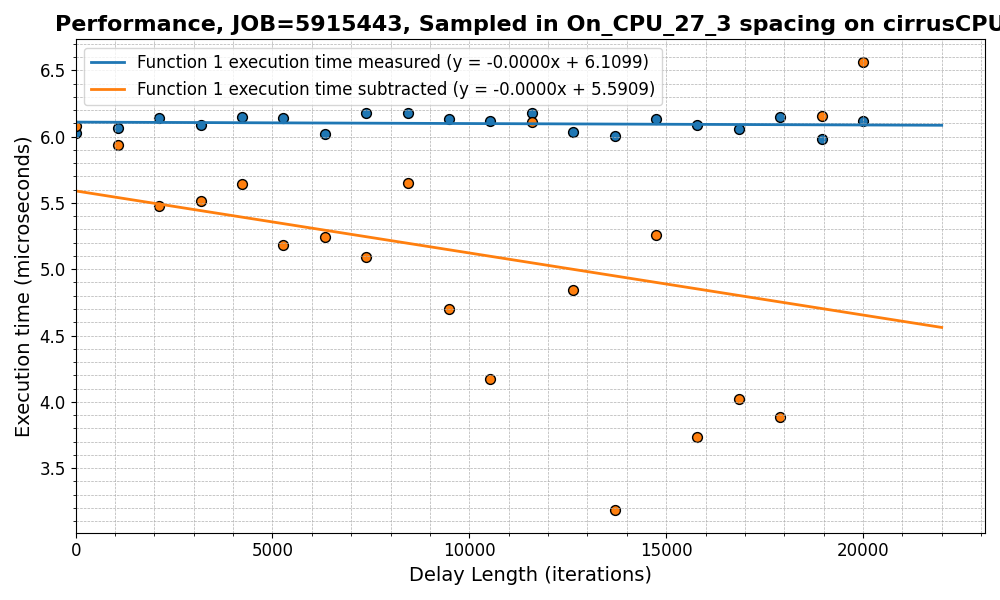 Performance, JOB=5915443, Sampled in On_CPU_27_3 spacing on cirrusCPU
Function 1 execution time measured (y = -0.0000x + 6.1099)
Function 1 execution time subtracted (y = -0.0000x + 5.5909)
Execution time (microseconds)
6.5
6.0
5.5
5.0
4.5
4.0
3.5
0 5000 10000 15000 20000
Delay Length (iterations)